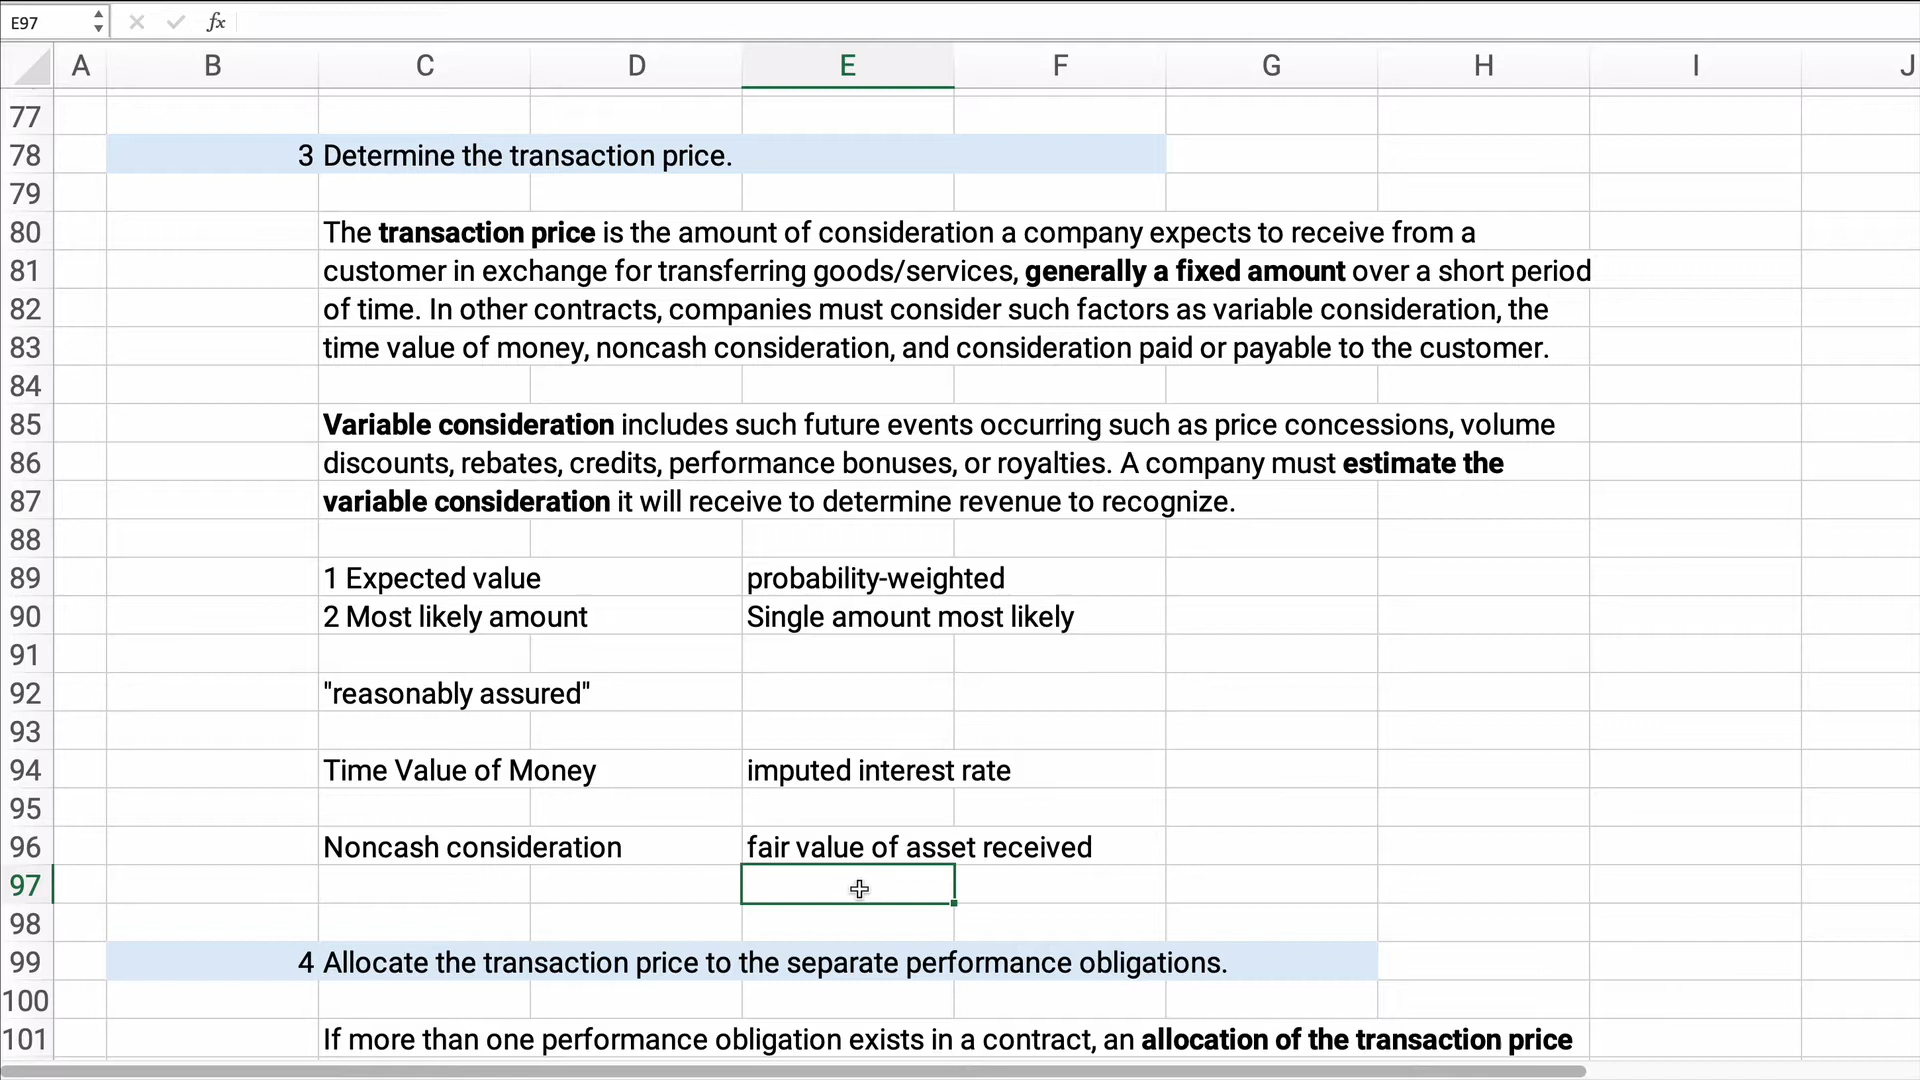 E97 fx
A B C D E F G H I J
77
78 3 Determine the transaction price.
79
80 The transaction price is the amount of consideration a company expects to receive from a
81 customer in exchange for transferring goods/services, generally a fixed amount over a short period
82 of time. In other contracts, companies must consider such factors as variable consideration, the
83 time value of money, noncash consideration, and consideration paid or payable to the customer.
84
85 Variable consideration includes such future events occurring such as price concessions, volume
86 discounts, rebates, credits, performance bonuses, or royalties. A company must estimate the
87 variable consideration it will receive to determine revenue to recognize.
88
89 1 Expected value probability-weighted
90 2 Most likely amount Single amount most likely
91
92 "reasonably assured"
93
94 Time Value of Money imputed interest rate
95
96 Noncash consideration fair value of asset received
97
98
99 4 Allocate the transaction price to the separate performance obligations.
100
101 If more than one performance obligation exists in a contract, an allocation of the transaction price